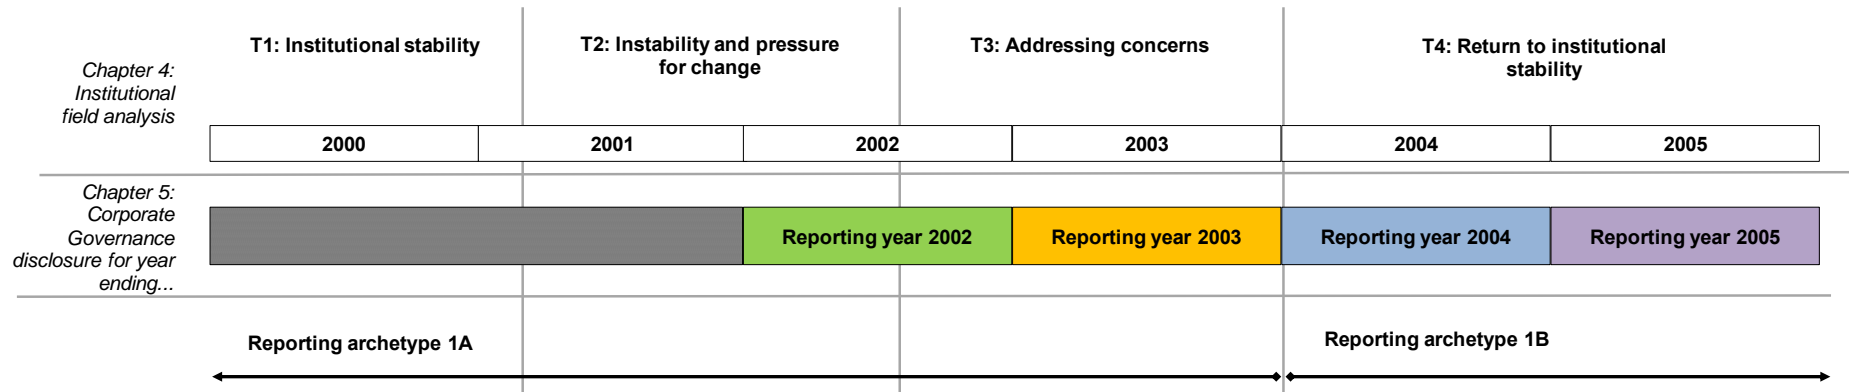 T1: Institutional stability
T2: Instability and pressure
for change
T3: Addressing concerns
T4: Return to institutional
stability
Chapter 4:
Institutional
field analysis
2000
2001
2002
2003
2004
2005
Chapter 5:
Corporate
Governance
disclosure for year
ending...
Reporting year 2002
Reporting year 2003
Reporting year 2004
Reporting year 2005
Reporting archetype 1A
Reporting archetype 1B